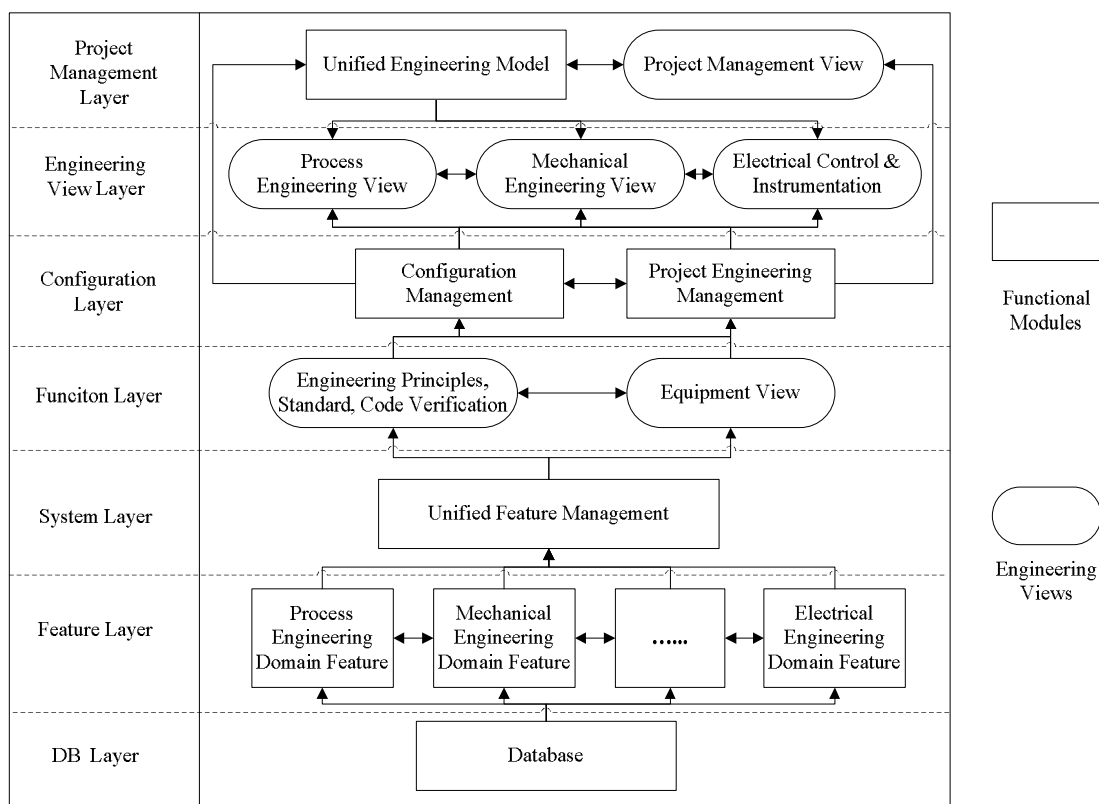 Project
Management
Layer
Unified Engineering Model
Project Management View
Engineering
View Layer
Process
Engineering View
Mechanical
Engineering View
Electrical Control &
Instrumentation
Configuration
Layer
Configuration
Management
Project Engineering
Management
Funciton Layer
Engineering Principles,
Standard, Code Verification
Equipment View
System Layer
Unified Feature Management
Feature Layer
Process
Engineering
Domain Feature
Mechanical
Engineering
Domain Feature
......
Electrical
Engineering
Domain Feature
DB Layer
Database
Functional
Modules
Engineering
Views